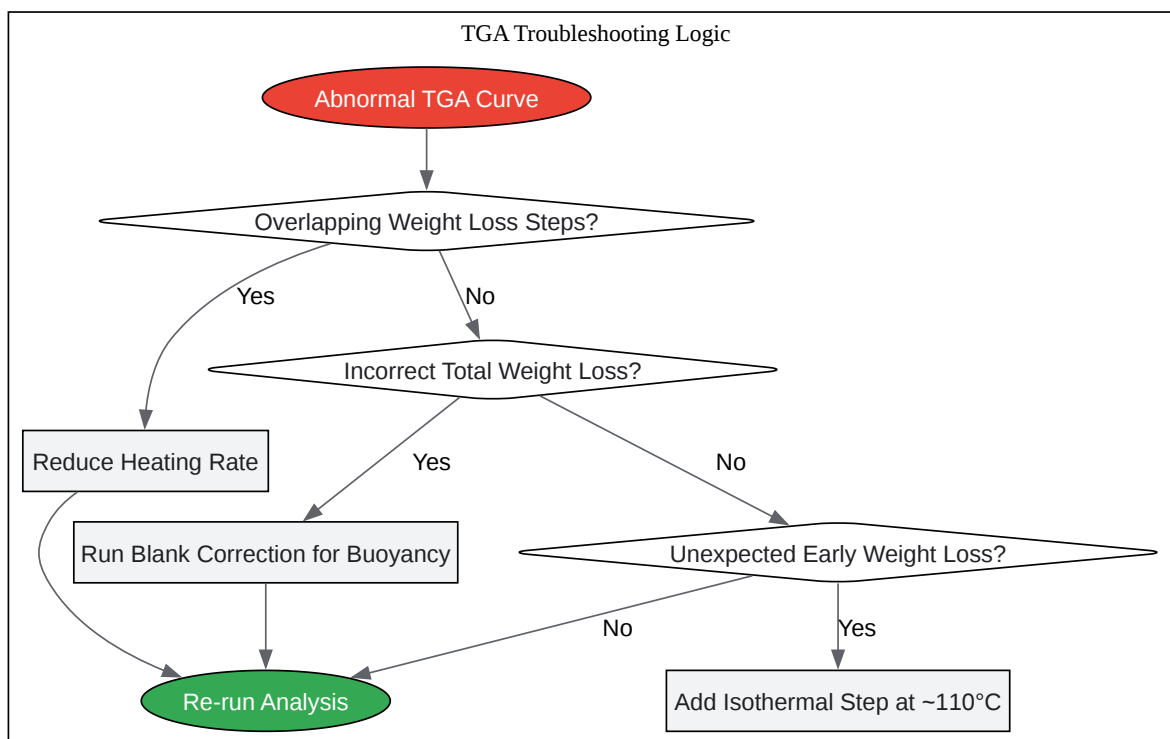 TGA Troubleshooting Logic
Abnormal TGA Curve
Overlapping Weight Loss Steps?
Yes
No
Incorrect Total Weight Loss?
Reduce Heating Rate
Yes
No
Run Blank Correction for Buoyancy
Unexpected Early Weight Loss?
No
Yes
Re-run Analysis
Add Isothermal Step at ~110°C